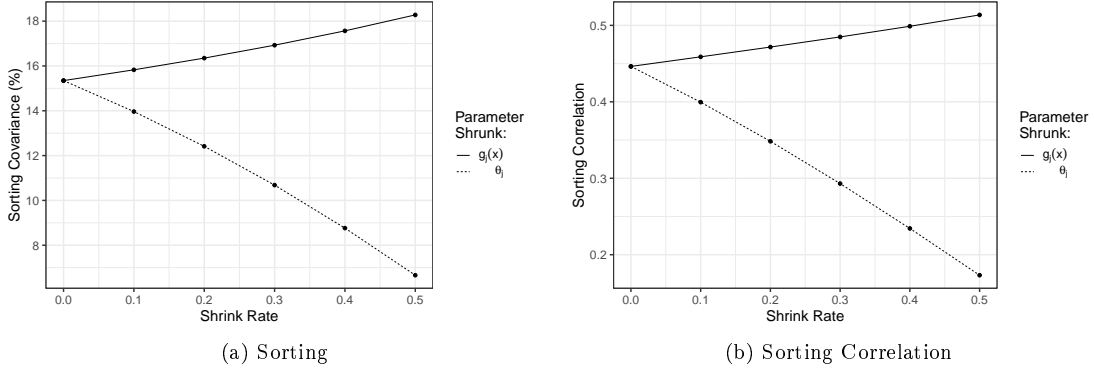 18
16
14
12
10
8
Sorting Covariance (%)
0.0 0.1 0.2 0.3 0.4 0.5
Shrink Rate
Parameter
Shrunk:
gⱼ(x)
θⱼ
(a) Sorting
0.5
0.4
0.3
0.2
Sorting Correlation
0.0 0.1 0.2 0.3 0.4 0.5
Shrink Rate
Parameter
Shrunk:
gⱼ(x)
θⱼ
(b) Sorting Correlation